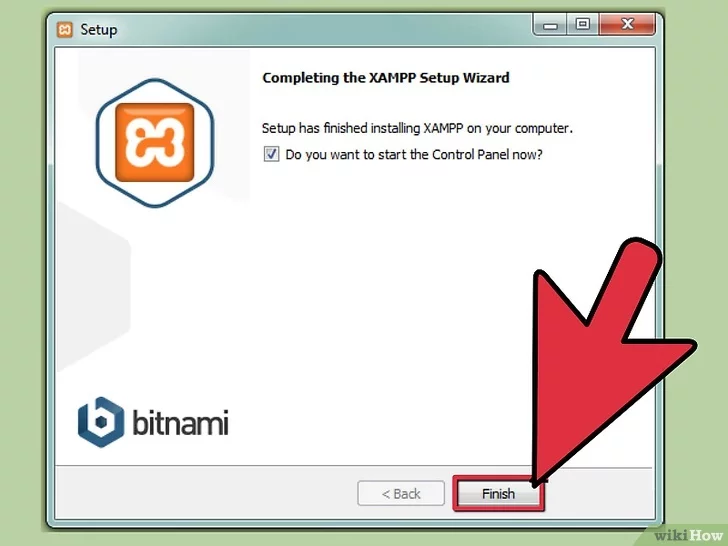 Setup
Completing the XAMPP Setup Wizard
Setup has finished installing XAMPP on your computer.
Do you want to start the Control Panel now?
bitnami
< Back
Finish
wikiHow